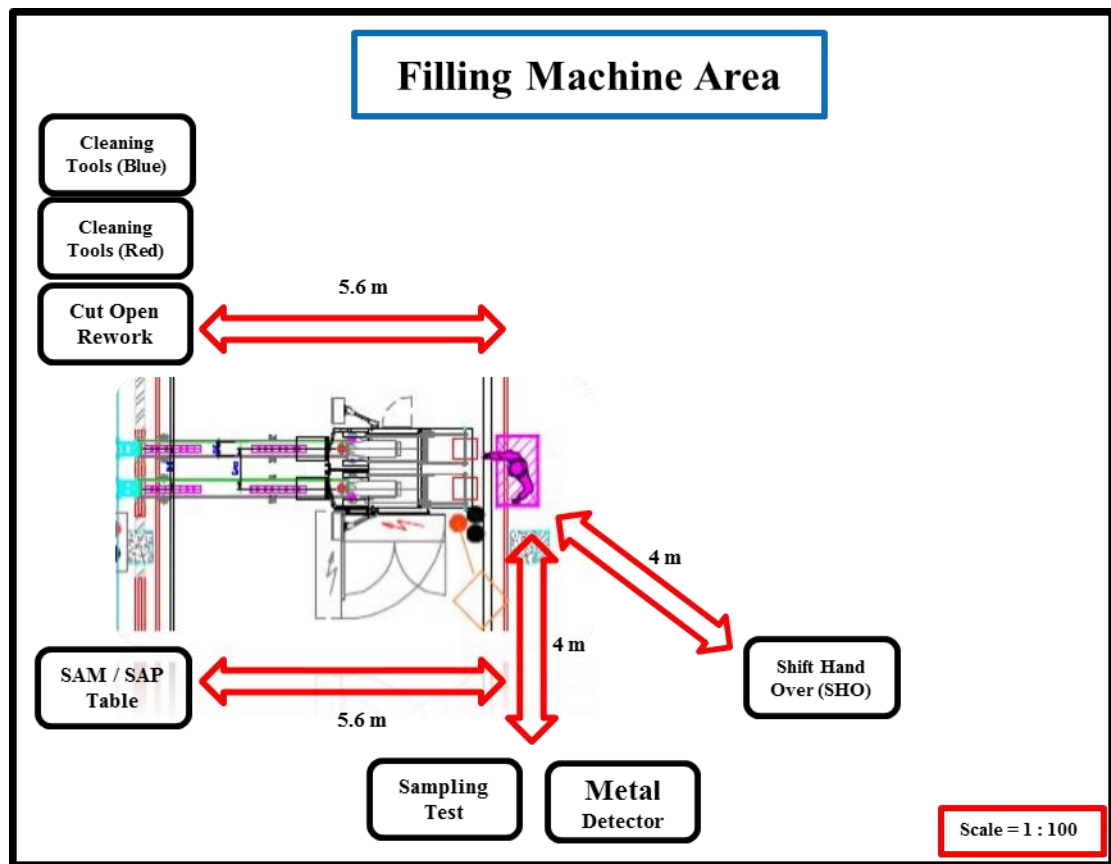 Filling Machine Area
Cleaning
Tools (Blue)
Cleaning
Tools (Red)
Cut Open
Rework
5.6 m
4 m
4 m
SAM / SAP
Table
5.6 m
Shift Hand
Over (SHO)
Sampling
Test
Metal
Detector
Scale = 1 : 100